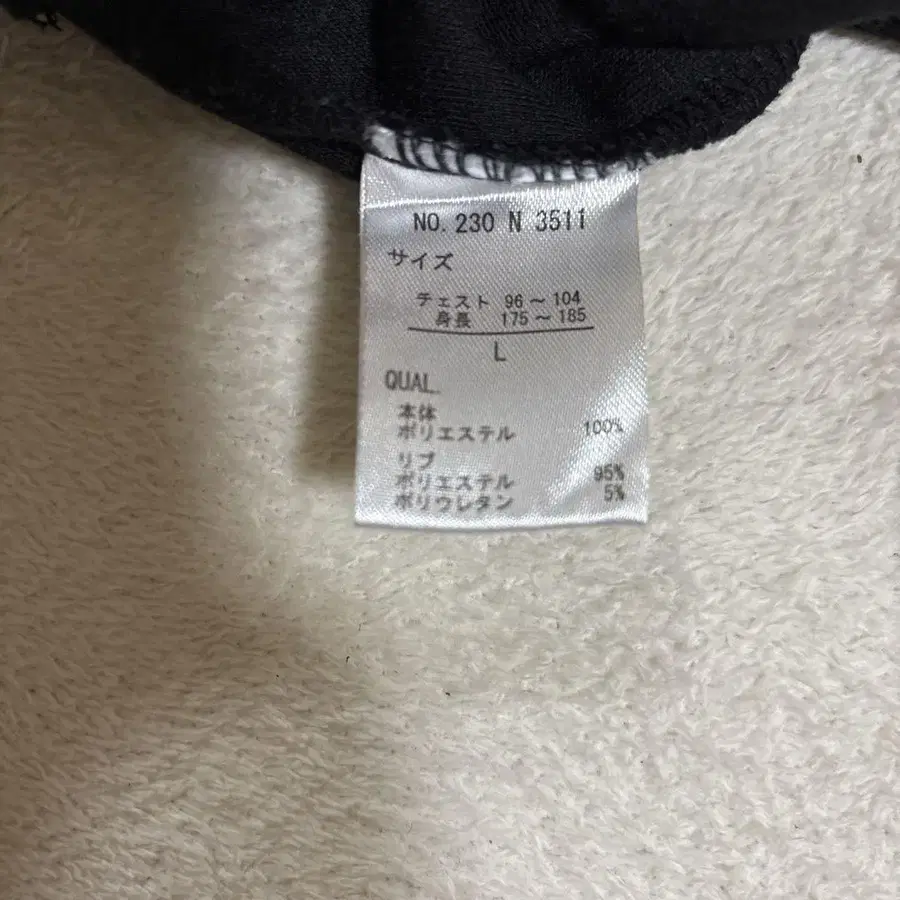 NO. 230 N 3511
サイズ
チェスト 96～104
身長 175～185
L
QUAL.
本体
ポリエステル 100%
リブ
ポリエステル 95%
ポリウレタン 5%